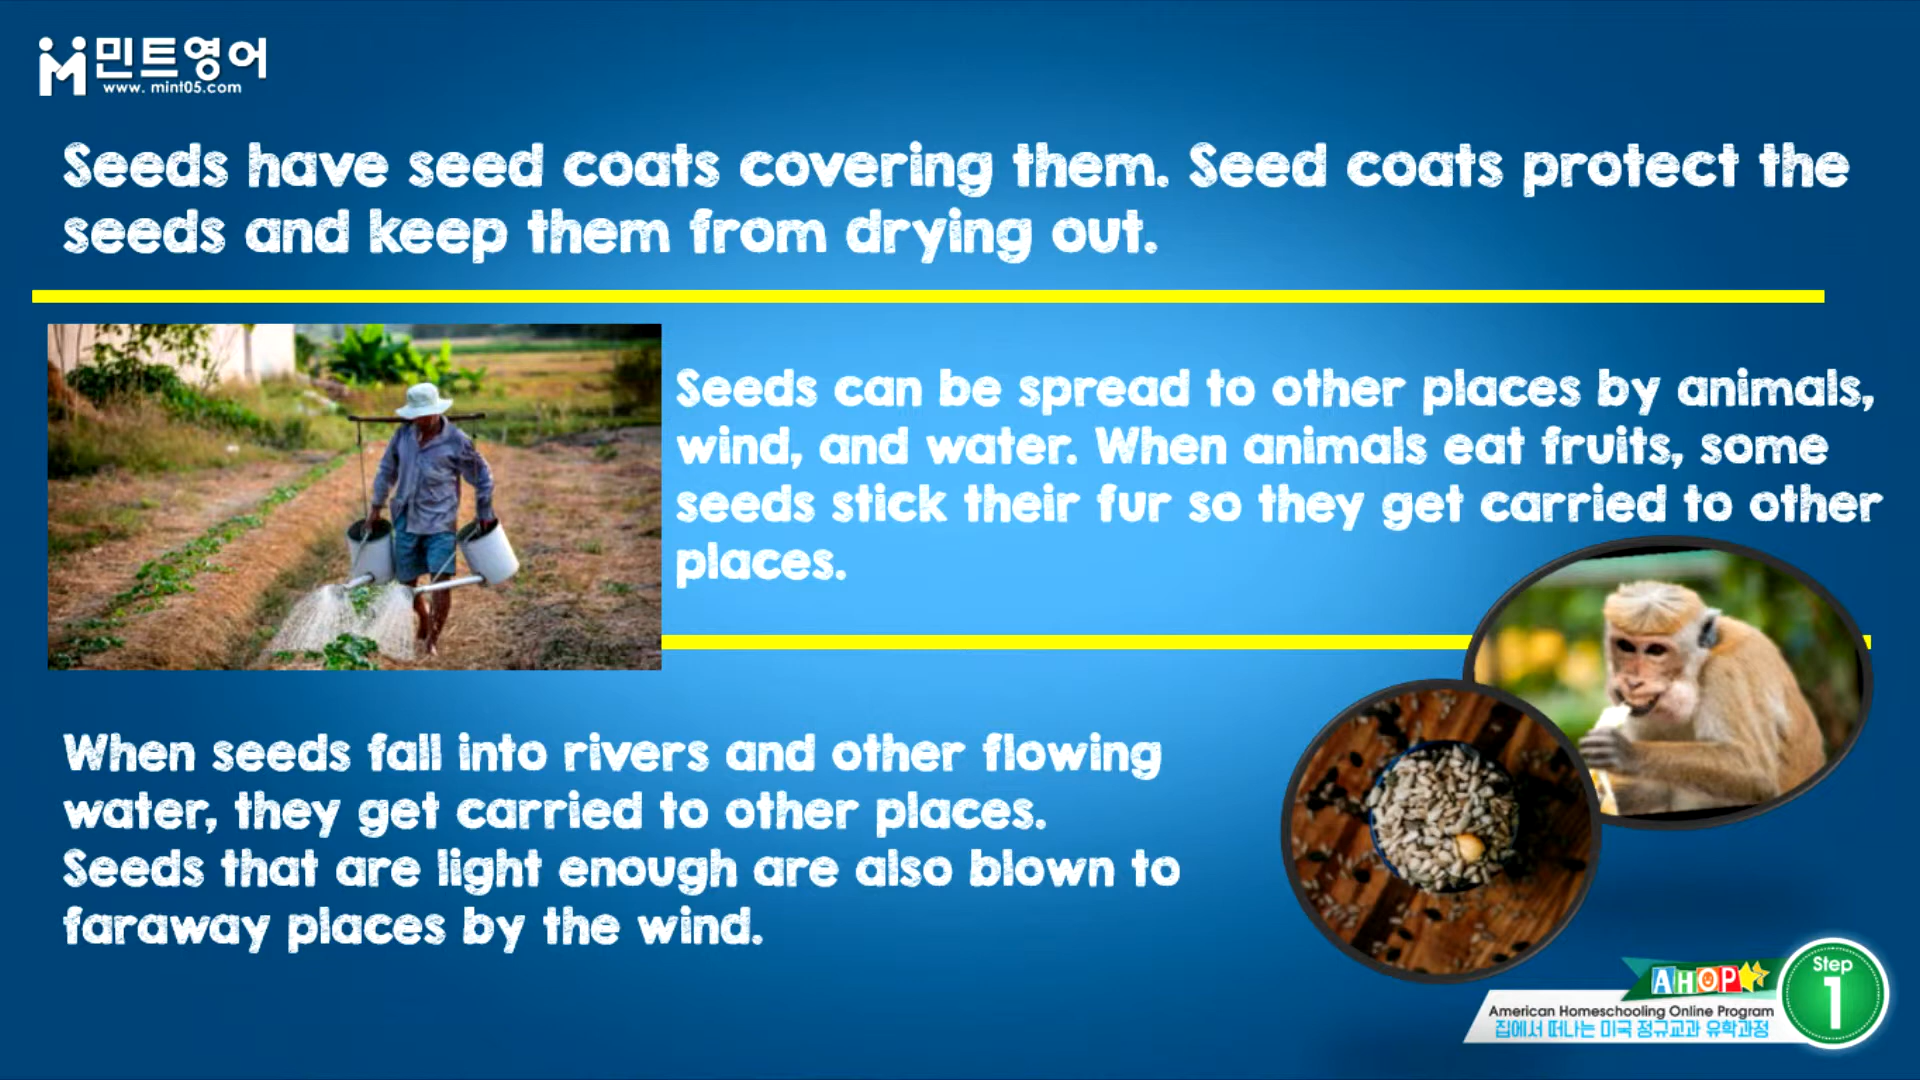 민트영어
www. mint05.com
Seeds have seed coats covering them. Seed coats protect the
seeds and keep them from drying out.
Seeds can be spread to other places by animals,
wind, and water. When animals eat fruits, some
seeds stick their fur so they get carried to other
places.
When seeds fall into rivers and other flowing
water, they get carried to other places.
Seeds that are light enough are also blown to
faraway places by the wind.
AHOP
Step
1
American Homeschooling Online Program
집에서 떠나는 미국 정규교과 유학과정